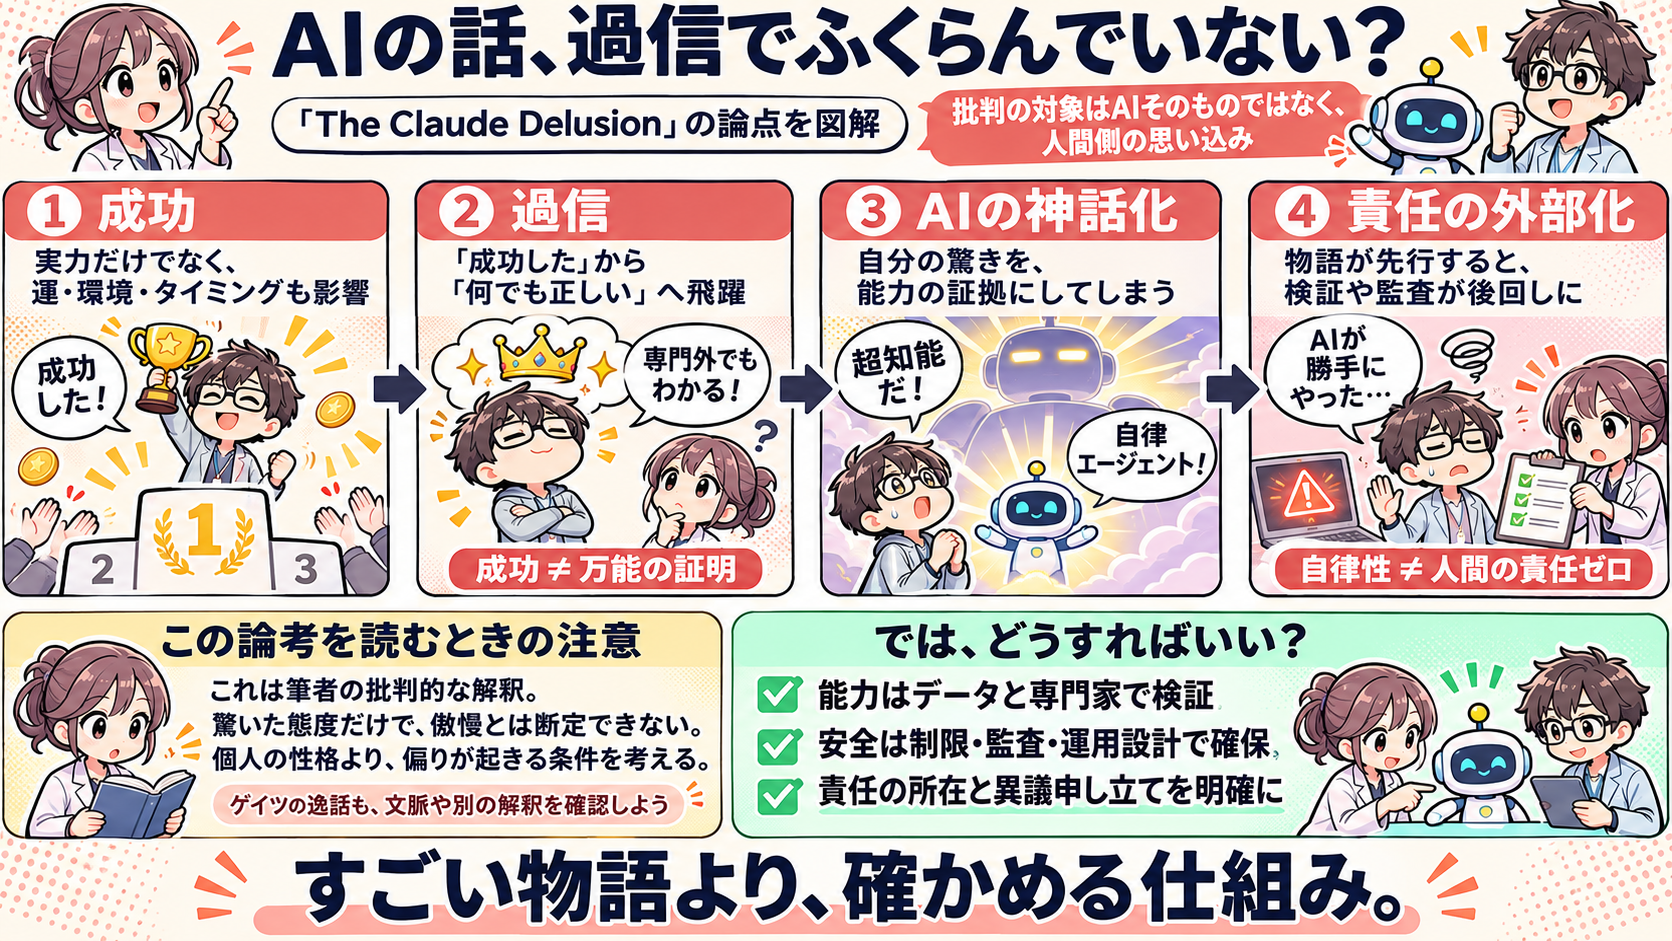 AIの話、過信でふくらんでいない?
「The Claude Delusion」の論点を図解
批判の対象はAIそのものではなく、
人間側の思い込み
1 成功
実力だけでなく、
運・環境・タイミングも影響
成功
した!
1
2
3
2 過信
「成功した」から
「何でも正しい」へ飛躍
専門外でも
わかる!
?
成功 ≠ 万能の証明
3 AIの神話化
自分の驚きを、
能力の証拠にしてしまう
超知能
だ!
自律
エージェント!
4 責任の外部化
物語が先行すると、
検証や監査が後回しに
AIが
勝手に
やった…
自律性 ≠ 人間の責任ゼロ
この論考を読むときの注意
これは筆者の批判的な解釈。
驚いた態度だけで、傲慢とは断定できない。
個人の性格より、偏りが起きる条件を考える。
ゲイツの逸話も、文脈や別の解釈を確認しよう
では、どうすればいい?
能力はデータと専門家で検証
安全は制限・監査・運用設計で確保
責任の所在と異議申し立てを明確に
すごい物語より、確かめる仕組み。